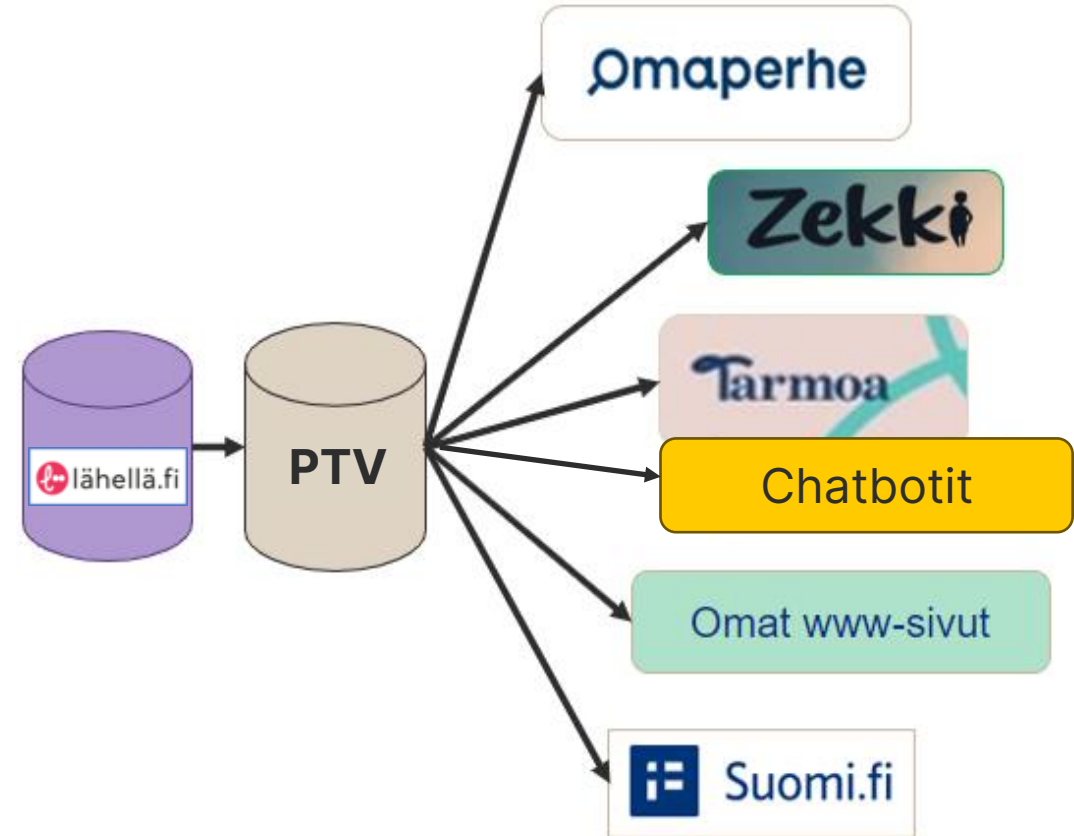 Omaperhe
Zekki
Tarmoa
lähellä.fi
PTV
Chatbotit
Omat www-sivut
Suomi.fi